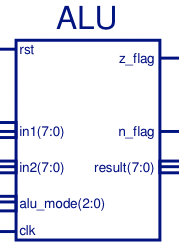 ALU
rst
z_flag
in1(7:0)
n_flag
in2(7:0)
result(7:0)
alu_mode(2:0)
clk